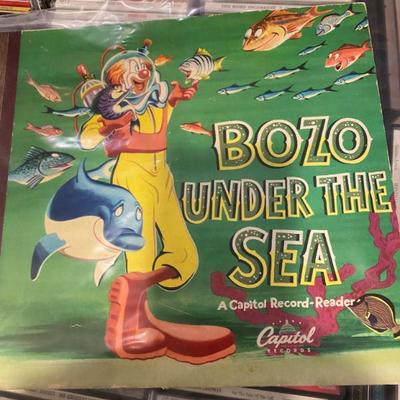 BOZO
UNDER THE
SEA
A Capitol Record-Reader
Capitol
RECORDS